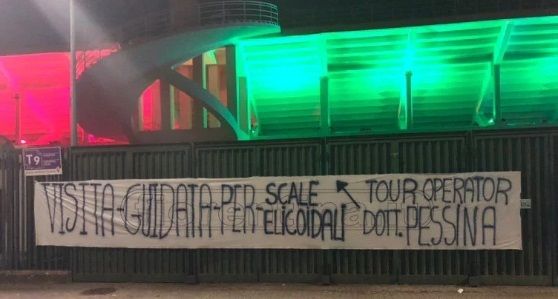 T9
VISITA GUIDATA PER SCALE ELICOIDALI
TOUR OPERATOR
DOTT. PESSINA